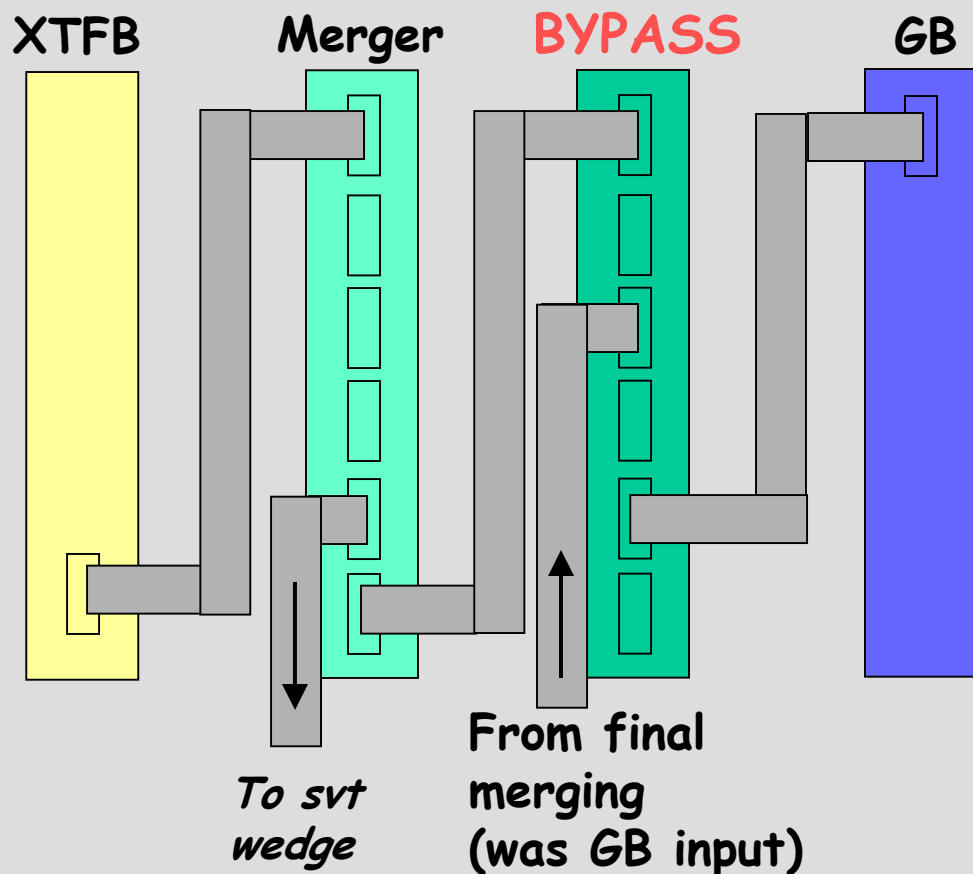 XTFB
Merger
BYPASS
GB
To svt
wedge
From final
merging
(was GB input)